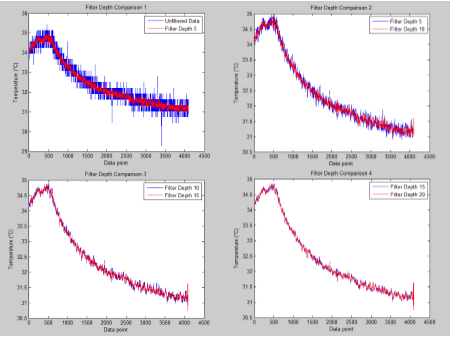 Filter Depth Comparison 1
Unfiltered Data
Filter Depth 5
Temperature (°C)
36
35
34
33
32
31
30
29
0 500 1000 1500 2000 2500 3000 3500 4000 4500
Data point
Filter Depth Comparison 2
Filter Depth 5
Filter Depth 10
Temperature (°C)
35
34.5
34
33.5
33
32.5
32
31.5
31
30.5
0 500 1000 1500 2000 2500 3000 3500 4000 4500
Data point
Filter Depth Comparison 3
Filter Depth 10
Filter Depth 15
Temperature (°C)
35
34.5
34
33.5
33
32.5
32
31.5
31
30.5
0 500 1000 1500 2000 2500 3000 3500 4000 4500
Data point
Filter Depth Comparison 4
Filter Depth 15
Filter Depth 20
Temperature (°C)
35
34.5
34
33.5
33
32.5
32
31.5
31
30.5
0 500 1000 1500 2000 2500 3000 3500 4000 4500
Data point